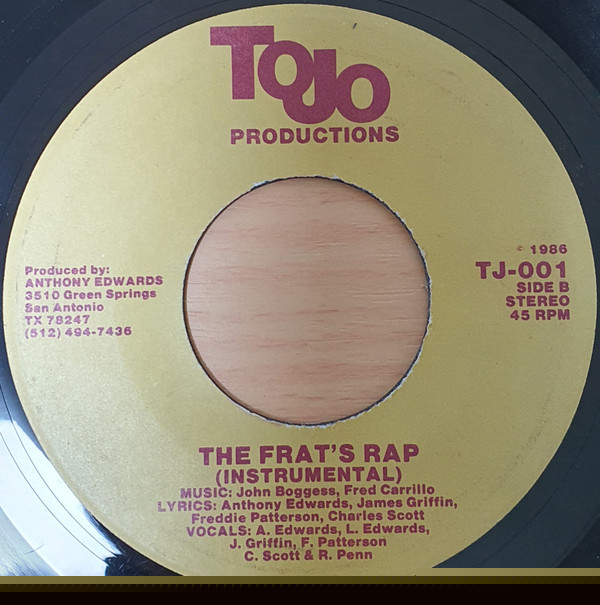 TOJO
PRODUCTIONS
Produced by:
ANTHONY EDWARDS
3510 Green Springs
San Antonio
TX 78247
(512) 494-7436
© 1986
TJ-001
SIDE B
STEREO
45 RPM
THE FRAT'S RAP
(INSTRUMENTAL)
MUSIC: John Boggess, Fred Carrillo
LYRICS: Anthony Edwards, James Griffin,
Freddie Patterson, Charles Scott
VOCALS: A. Edwards, L. Edwards,
J. Griffin, F. Patterson
C. Scott & R. Penn